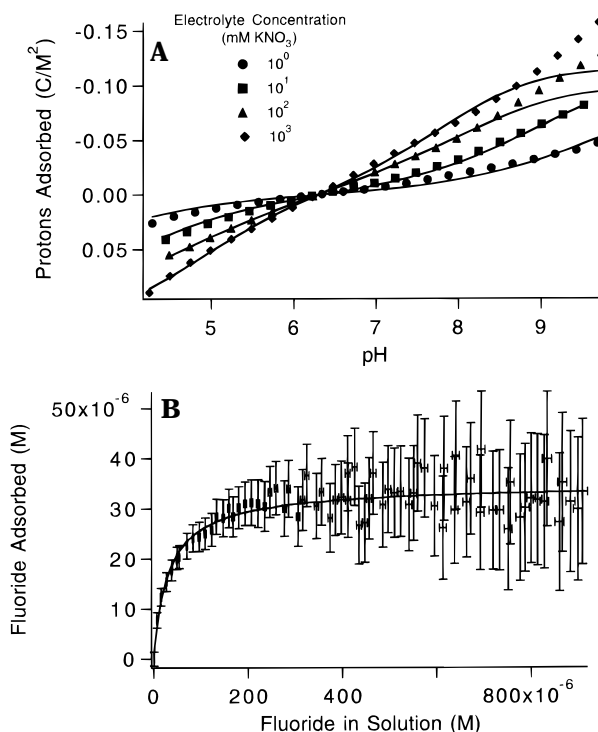 A
Electrolyte Concentration
(mM KNO₃)
10⁰
10¹
10²
10³
Protons Adsorbed (C/M²)
-0.15
-0.10
-0.05
0.00
0.05
5 6 7 8 9
pH
B
Fluoride Adsorbed (M)
50x10⁻⁶
40
30
20
10
0
0 200 400 800x10⁻⁶
Fluoride in Solution (M)